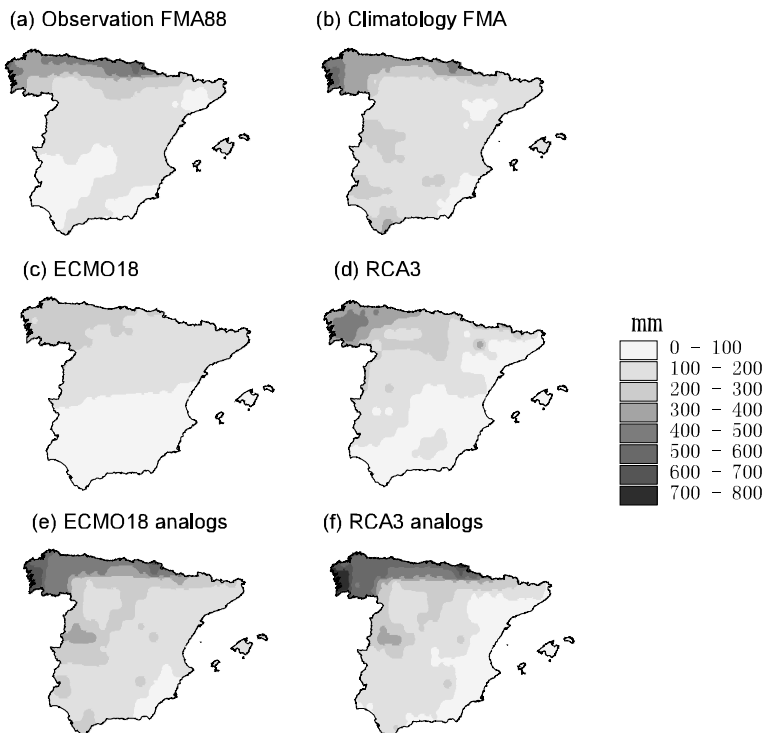 (a) Observation FMA88
(b) Climatology FMA
(c) ECMO18
(d) RCA3
mm
0 - 100
100 - 200
200 - 300
300 - 400
400 - 500
500 - 600
600 - 700
700 - 800
(e) ECMO18 analogs
(f) RCA3 analogs